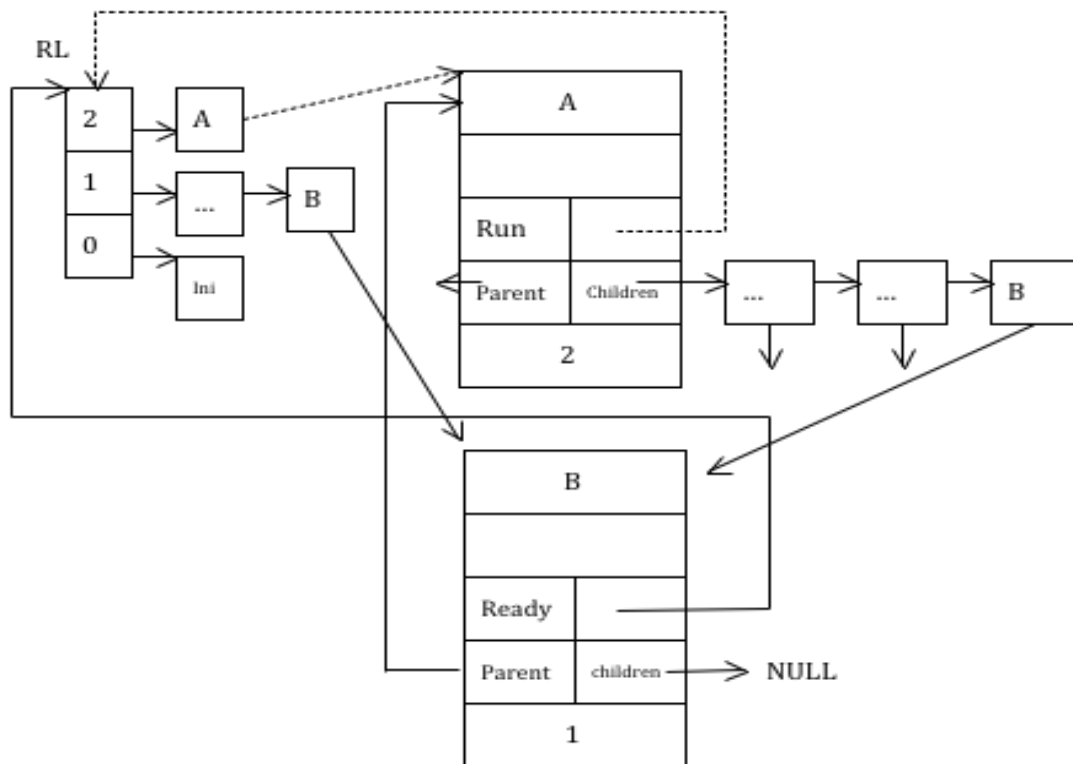 RL
2
A
1
...
B
0
Ini
A
Run
Parent
Children
2
...
...
B
B
Ready
Parent
children
NULL
1